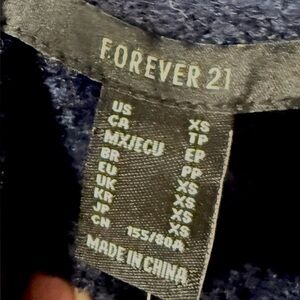 FOREVER 21
US XS
CA TP
MX/ECU EP
BR PP
EU XS
UK XS
KR XS
JP XS
CN 155/80A
MADE IN CHINA